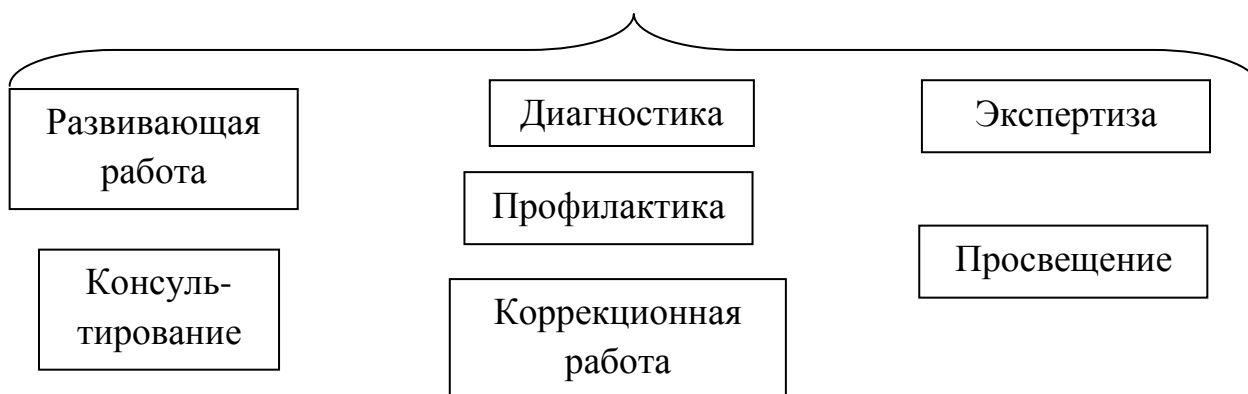 Развивающая
работа
Консуль-
тирование
Диагностика
Профилактика
Коррекционная
работа
Экспертиза
Просвещение